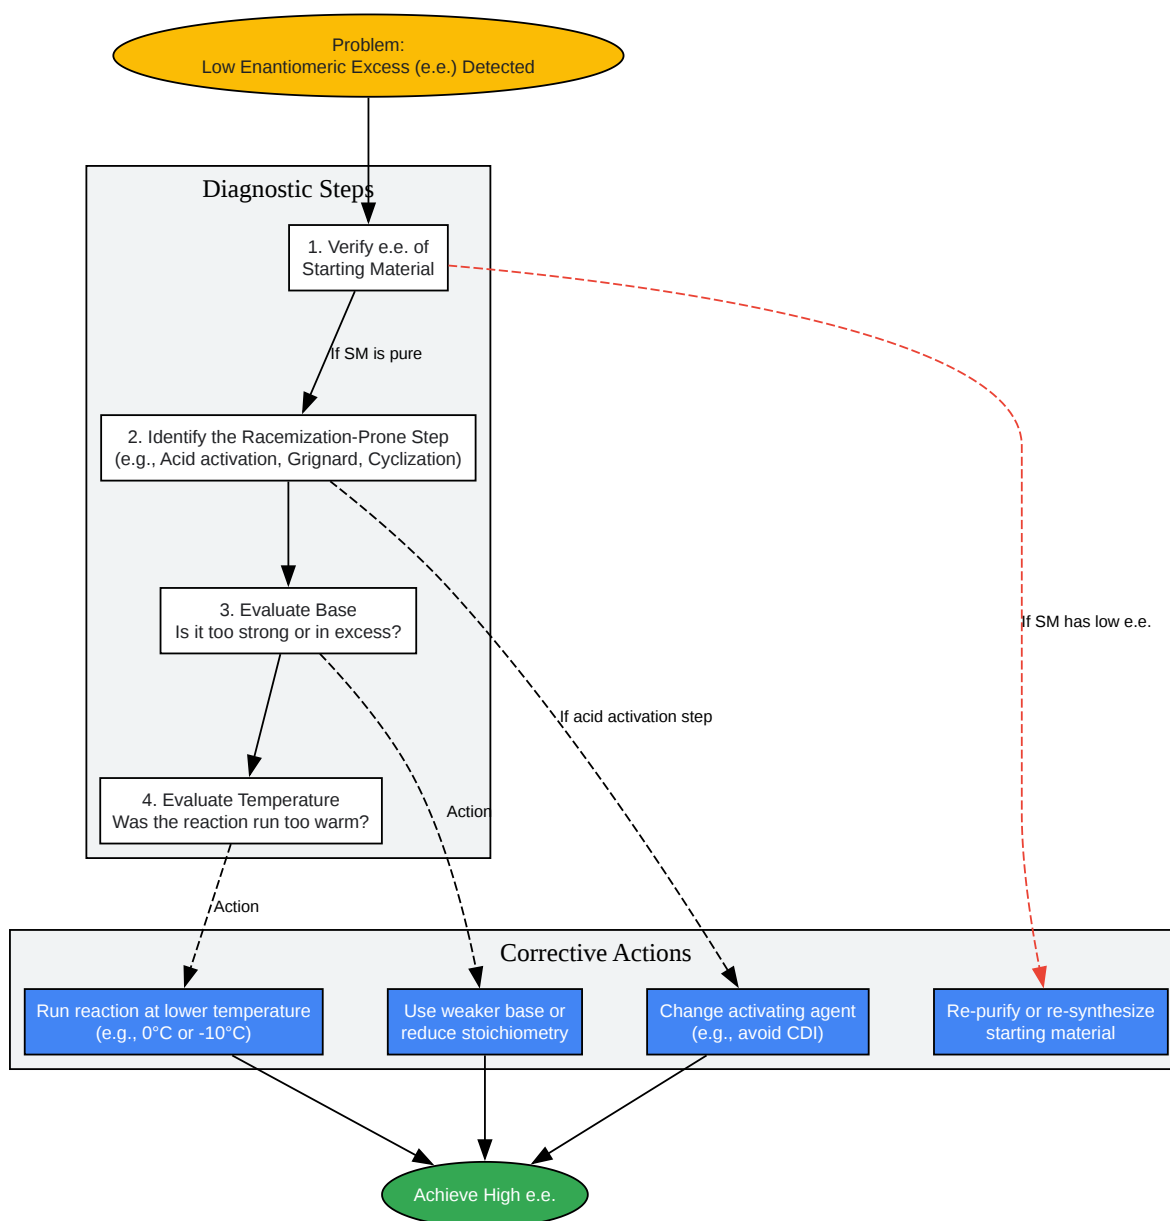 Problem:
Low Enantiomeric Excess (e.e.) Detected
Diagnostic Steps
1. Verify e.e. of
Starting Material
If SM is pure
2. Identify the Racemization-Prone Step
(e.g., Acid activation, Grignard, Cyclization)
3. Evaluate Base
Is it too strong or in excess?
If SM has low e.e.
If acid activation step
4. Evaluate Temperature
Was the reaction run too warm?
Action
Action
Corrective Actions
Run reaction at lower temperature
(e.g., 0°C or -10°C)
Use weaker base or
reduce stoichiometry
Change activating agent
(e.g., avoid CDI)
Re-purify or re-synthesize
starting material
Achieve High e.e.